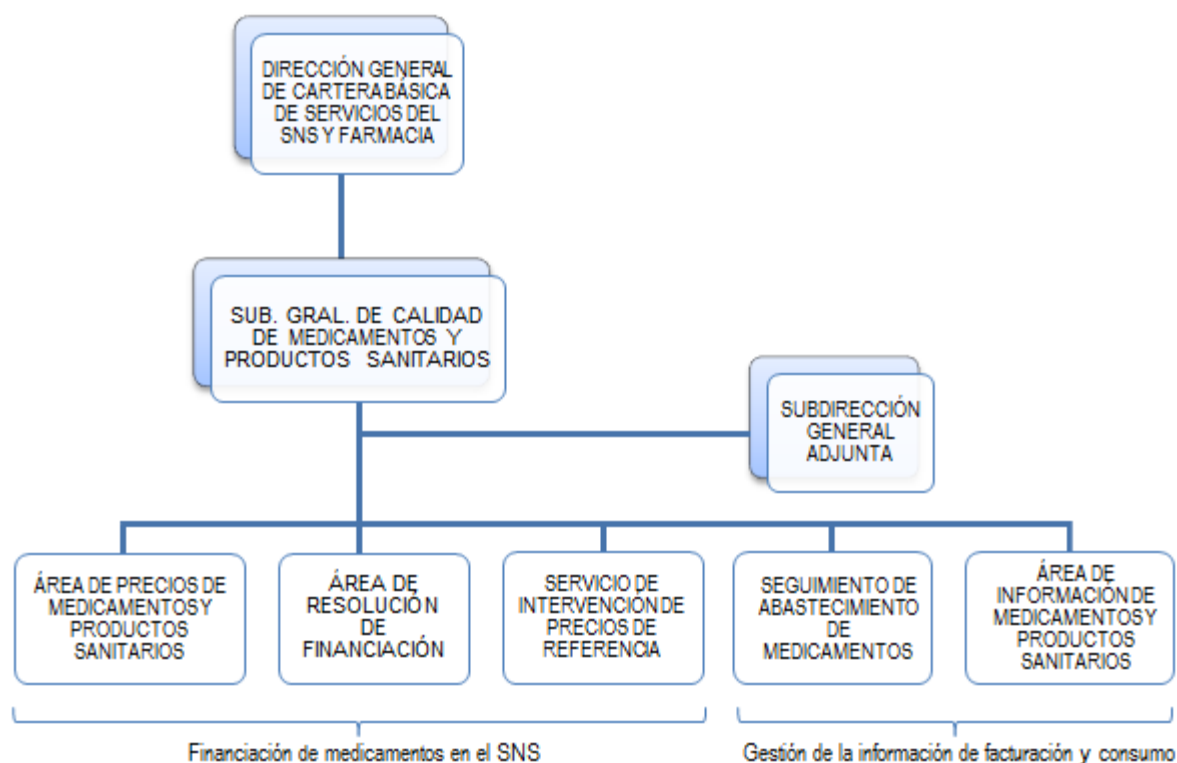 DIRECCIÓN GENERAL
DE CARTERA BÁSICA
DE SERVICIOS DEL
SNS Y FARMACIA
SUB. GRAL. DE CALIDAD
DE MEDICAMENTOS Y
PRODUCTOS SANITARIOS
SUBDIRECCIÓN
GENERAL
ADJUNTA
ÁREA DE PRECIOS DE
MEDICAMENTOS Y
PRODUCTOS
SANITARIOS
ÁREA DE
RESOLUCIÓN
DE
FINANCIACIÓN
SERVICIO DE
INTERVENCIÓN DE
PRECIOS DE
REFERENCIA
SEGUIMIENTO DE
ABASTECIMIENTO
DE
MEDICAMENTOS
ÁREA DE
INFORMACIÓN DE
MEDICAMENTOS Y
PRODUCTOS
SANITARIOS
Financiación de medicamentos en el SNS
Gestión de la información de facturación y consumo